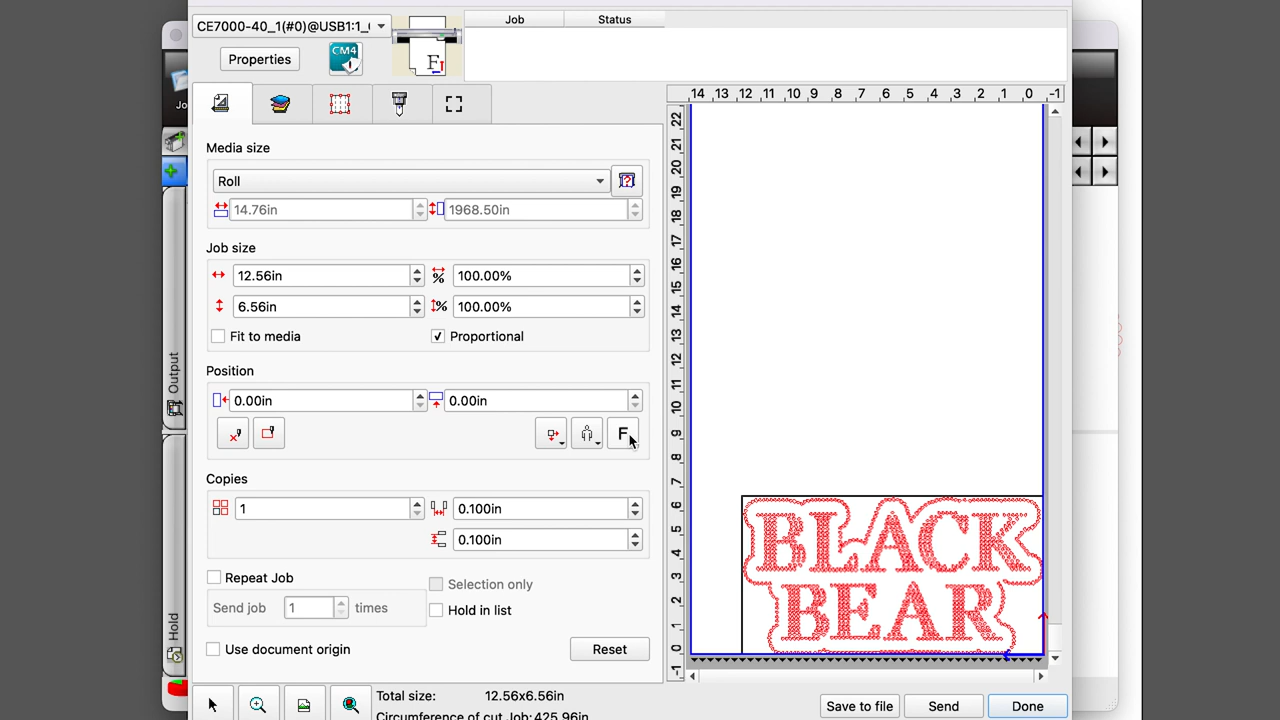 CE7000-40_1(#0)@USB1:1_
Properties
CM4
F
Job Status
Jo
Media size
Roll
14.76in 1968.50in
Job size
12.56in 100.00%
6.56in 100.00%
Fit to media Proportional
Position
0.00in 0.00in
F
Copies
1 0.100in
0.100in
Repeat Job Selection only
Send job 1 times Hold in list
Use document origin Reset
Total size: 12.56x6.56in
Circumference of cut Job: 425.96in
Output
Hold
14 13 12 11 10 9 8 7 6 5 4 3 2 1 0 -1
22
21
20
19
18
17
16
15
14
13
12
11
10
9
8
7
6
5
4
3
2
1
0
-1
BLACK
BEAR
Save to file Send Done